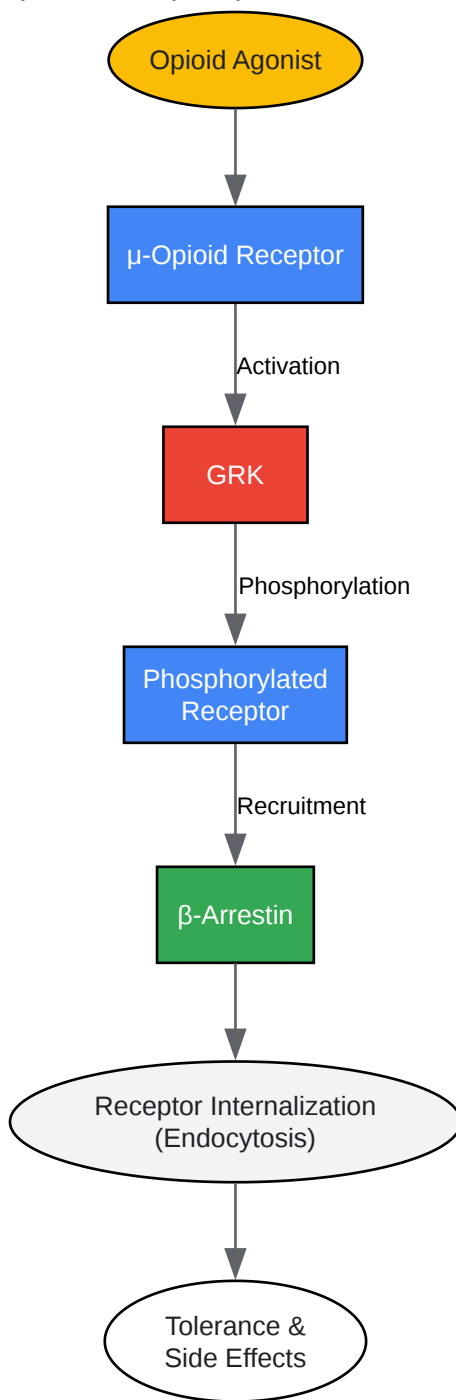 Opioid Agonist
μ-Opioid Receptor
Activation
GRK
Phosphorylation
Phosphorylated
Receptor
Recruitment
β-Arrestin
Receptor Internalization
(Endocytosis)
Tolerance &
Side Effects